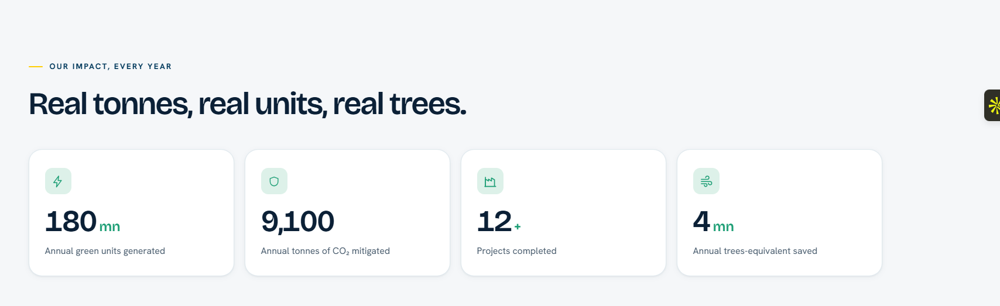 OUR IMPACT, EVERY YEAR
Real tonnes, real units, real trees.
180 mn
Annual green units generated
9,100
Annual tonnes of CO₂ mitigated
12 +
Projects completed
4 mn
Annual trees-equivalent saved